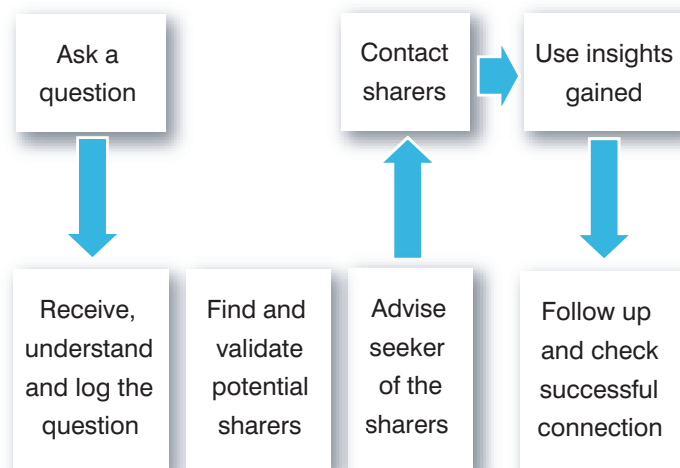 Ask a
question
Contact
sharers
Use insights
gained
Receive,
understand
and log the
question
Find and
validate
potential
sharers
Advise
seeker
of the
sharers
Follow up
and check
successful
connection